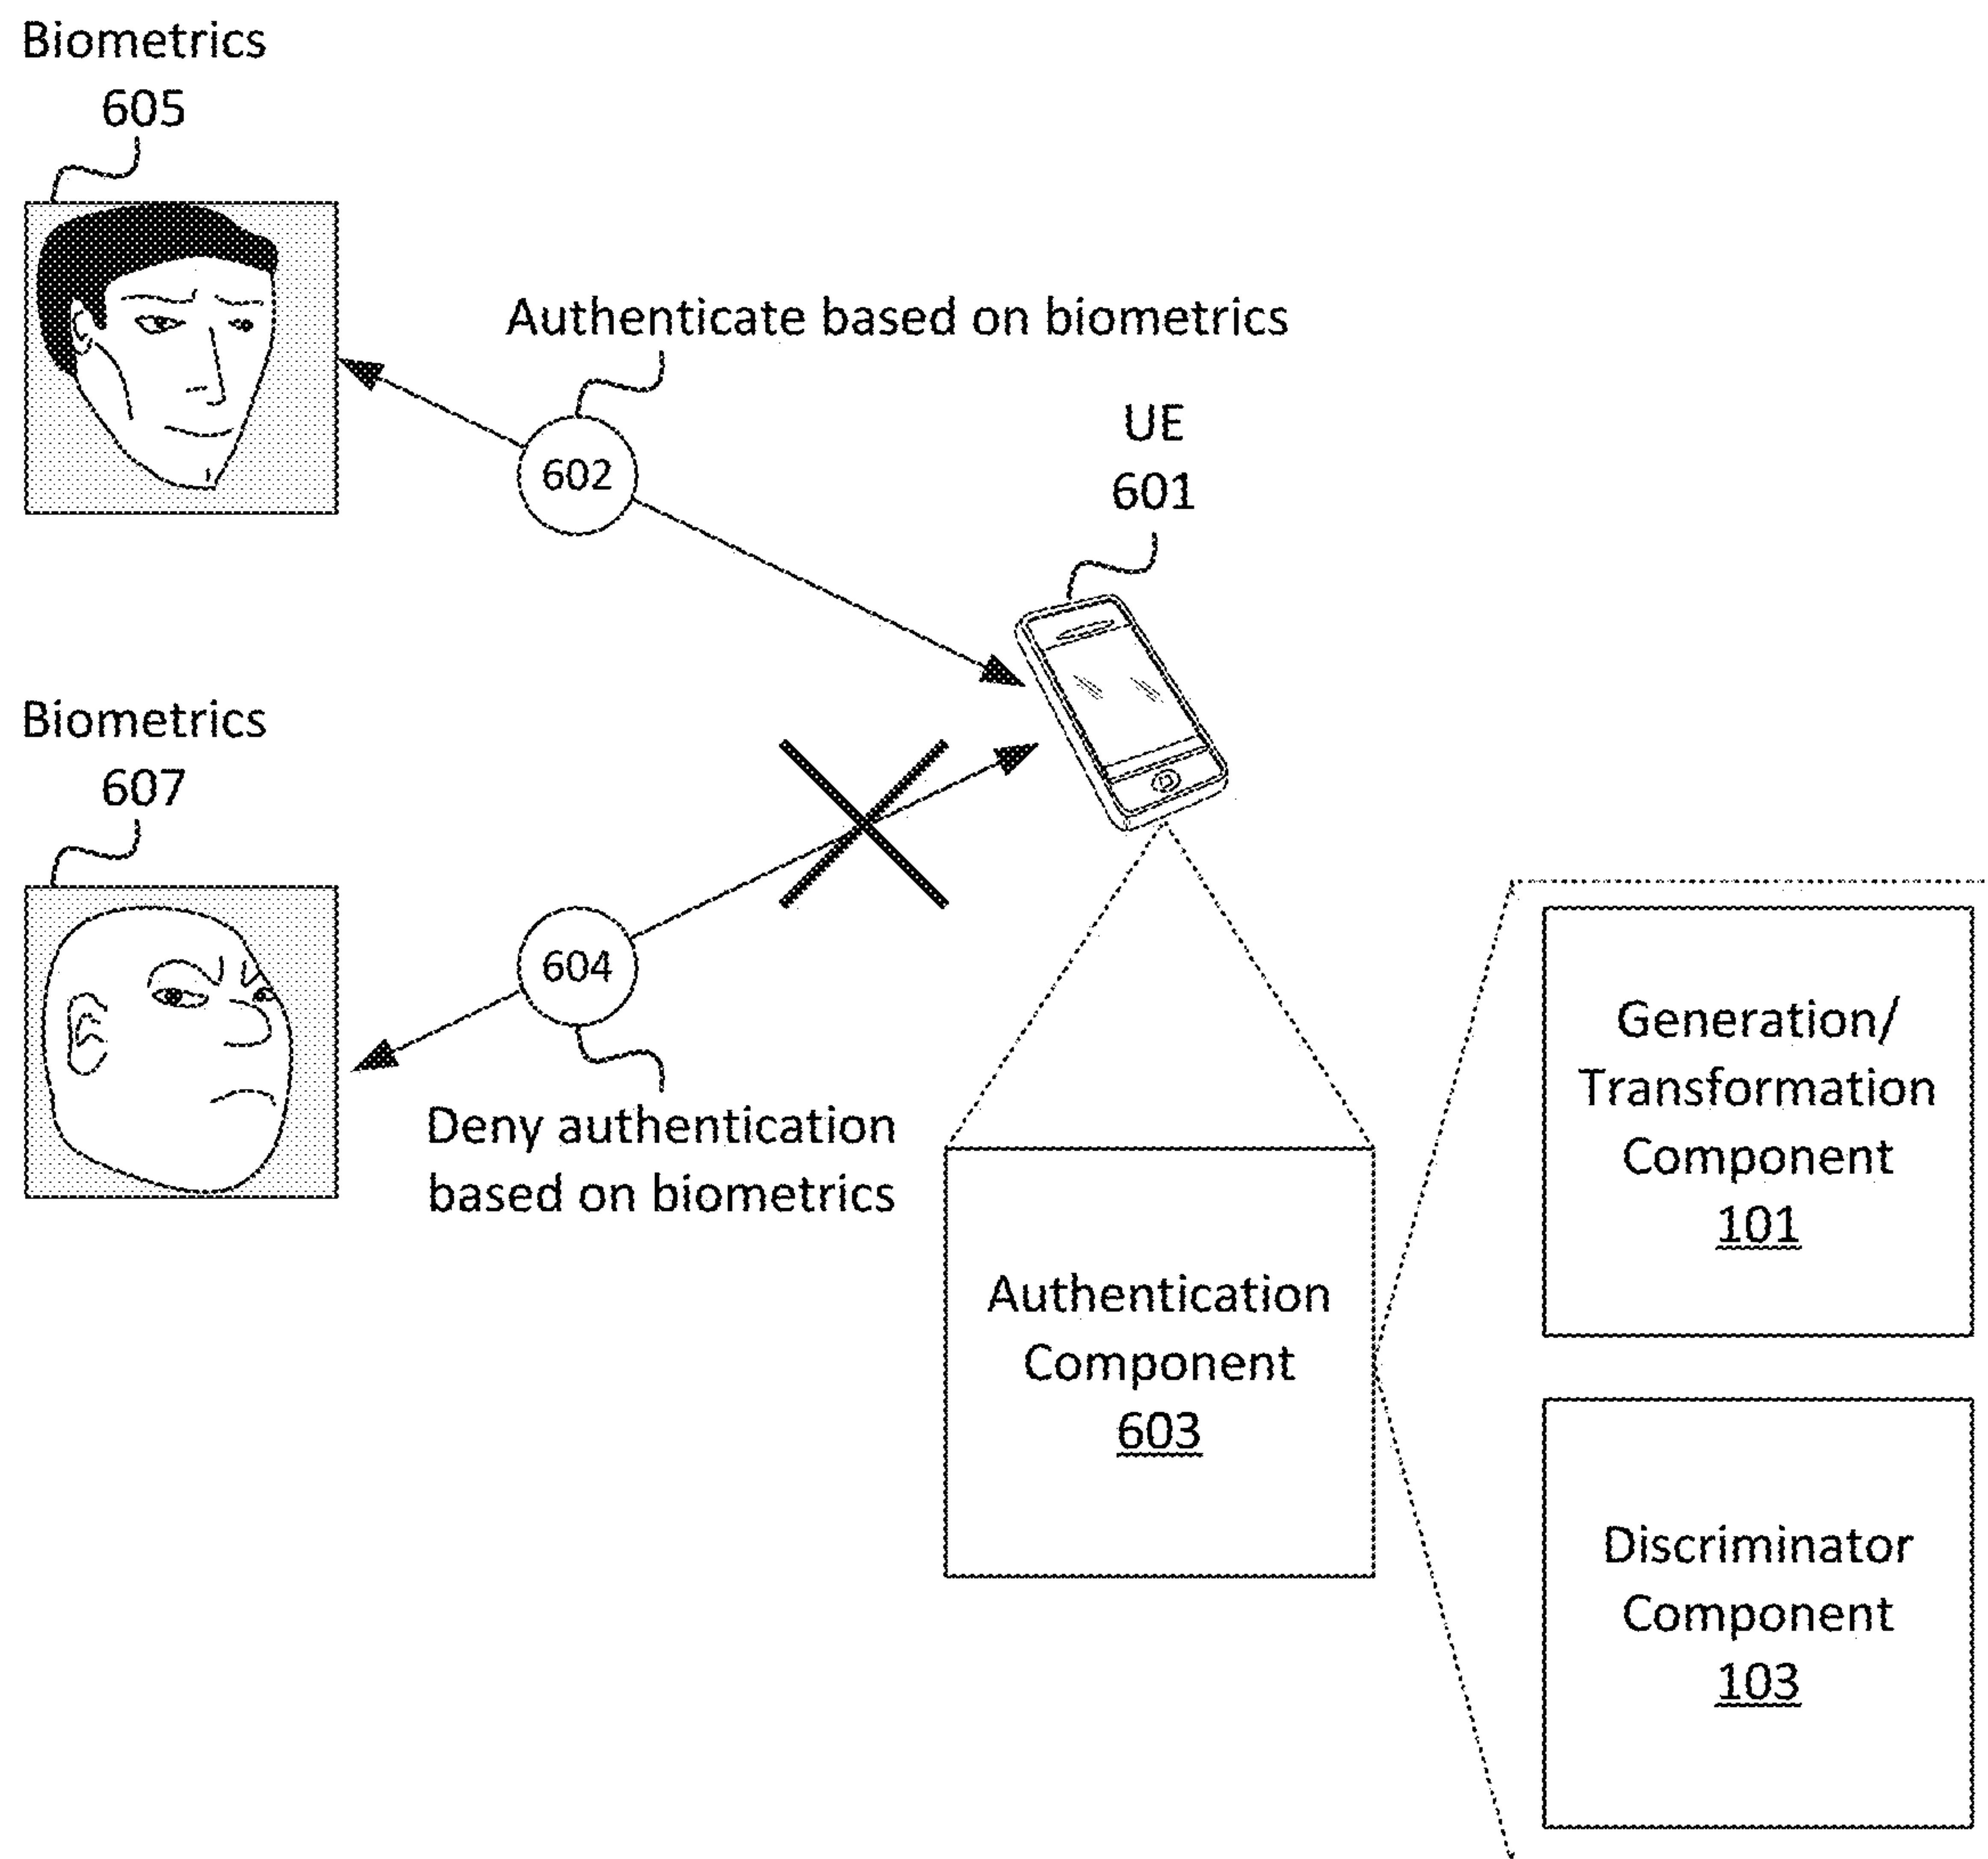 Biometrics
605
Authenticate based on biometrics
602
UE
601
Biometrics
607
604
Deny authentication
based on biometrics
Authentication
Component
603
Generation/
Transformation
Component
101
Discriminator
Component
103